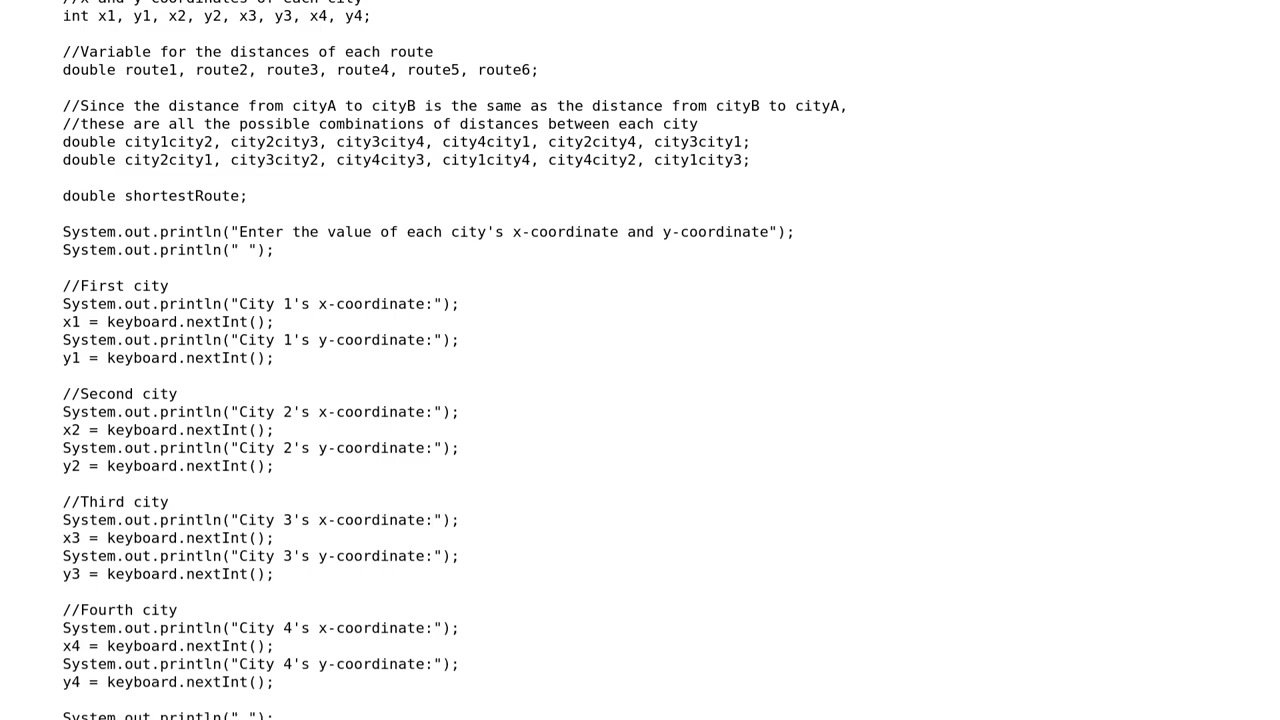 //x and y coordinates of each city
int x1, y1, x2, y2, x3, y3, x4, y4;
//Variable for the distances of each route
double route1, route2, route3, route4, route5, route6;
//Since the distance from cityA to cityB is the same as the distance from cityB to cityA,
//these are all the possible combinations of distances between each city
double city1city2, city2city3, city3city4, city4city1, city2city4, city3city1;
double city2city1, city3city2, city4city3, city1city4, city4city2, city1city3;
double shortestRoute;
System.out.println("Enter the value of each city's x-coordinate and y-coordinate");
System.out.println(" ");
//First city
System.out.println("City 1's x-coordinate:");
x1 = keyboard.nextInt();
System.out.println("City 1's y-coordinate:");
y1 = keyboard.nextInt();
//Second city
System.out.println("City 2's x-coordinate:");
x2 = keyboard.nextInt();
System.out.println("City 2's y-coordinate:");
y2 = keyboard.nextInt();
//Third city
System.out.println("City 3's x-coordinate:");
x3 = keyboard.nextInt();
System.out.println("City 3's y-coordinate:");
y3 = keyboard.nextInt();
//Fourth city
System.out.println("City 4's x-coordinate:");
x4 = keyboard.nextInt();
System.out.println("City 4's y-coordinate:");
y4 = keyboard.nextInt();
System.out.println(" ");